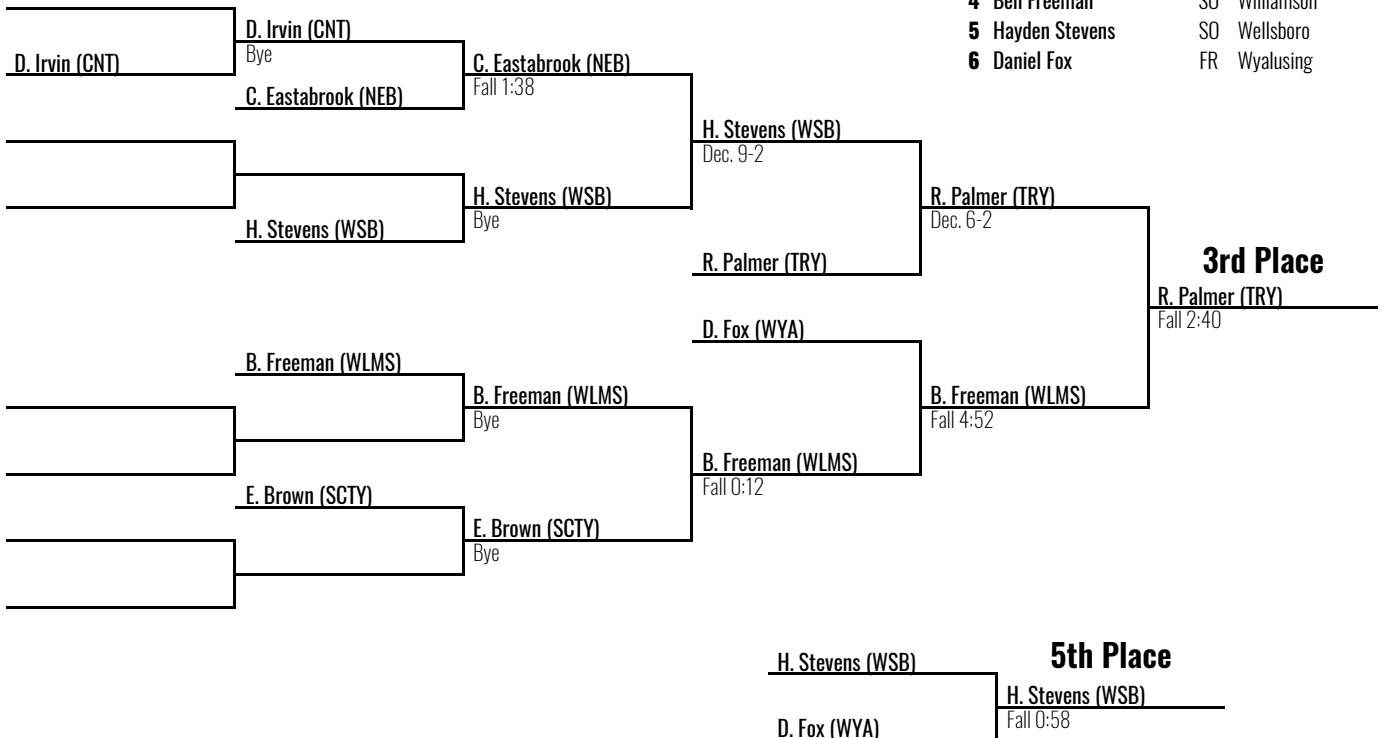 4 Ben Freeman SO Williamson
5 Hayden Stevens SO Wellsboro
6 Daniel Fox FR Wyalusing
D. Irvin (CNT)
D. Irvin (CNT)
Bye
C. Eastabrook (NEB)
C. Eastabrook (NEB)
Fall 1:38
H. Stevens (WSB)
H. Stevens (WSB)
Bye
H. Stevens (WSB)
Dec. 9-2
R. Palmer (TRY)
R. Palmer (TRY)
Dec. 6-2
3rd Place
R. Palmer (TRY)
Fall 2:40
D. Fox (WYA)
B. Freeman (WLMS)
B. Freeman (WLMS)
Bye
B. Freeman (WLMS)
Fall 4:52
B. Freeman (WLMS)
Fall 0:12
E. Brown (SCTY)
E. Brown (SCTY)
Bye
5th Place
H. Stevens (WSB)
H. Stevens (WSB)
Fall 0:58
D. Fox (WYA)